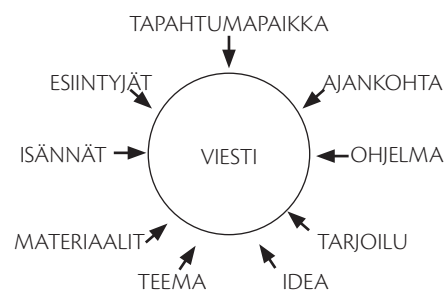 TAPAHTUMAPAIKKA
ESIINTYJÄT
AJANKOHTA
ISÄNNÄT
VIESTI
OHJELMA
MATERIAALIT
TARJOILU
TEEMA
IDEA